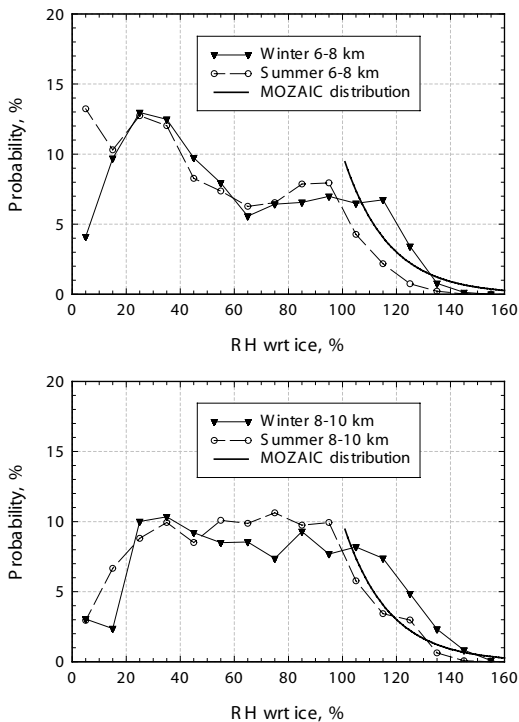 20
15
10
5
0
Probability, %
Winter 6-8 km
Summer 6-8 km
MOZAIC distribution
0 20 40 60 80 100 120 140 160
RH wrt ice, %
20
15
10
5
0
Probability, %
Winter 8-10 km
Summer 8-10 km
MOZAIC distribution
0 20 40 60 80 100 120 140 160
RH wrt ice, %